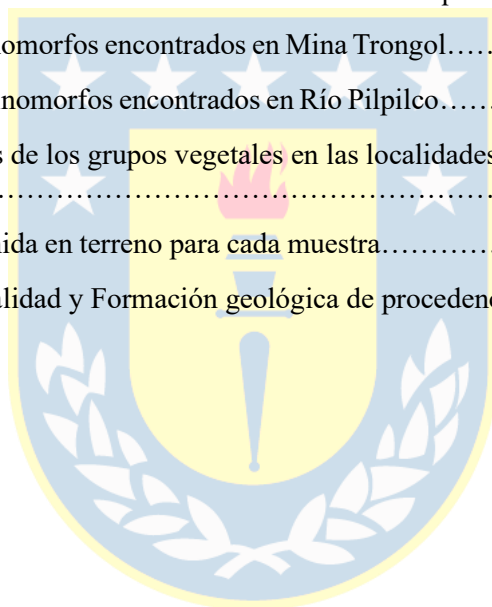 nomorfos encontrados en Mina Trongol……
nomorfos encontrados en Río Pilpilco……
s de los grupos vegetales en las localidades
……………………………………………
ida en terreno para cada muestra…………
alidad y Formación geológica de procedenc